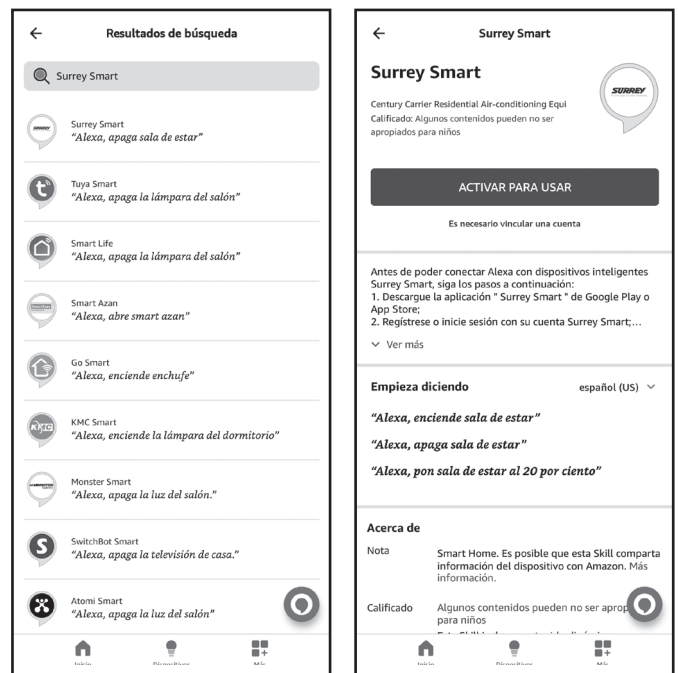 Resultados de búsqueda
Surrey Smart
SURREY
Surrey Smart
“Alexa, apaga sala de estar”
Tuya Smart
“Alexa, apaga la lámpara del salón”
Smart Life
“Alexa, apaga la lámpara del salón”
Smart Azan
“Alexa, abre smart azan”
Go Smart
“Alexa, enciende enchufe”
KMC
KMC Smart
“Alexa, enciende la lámpara del dormitorio”
Monster Smart
“Alexa, apaga la luz del salón.”
S
SwitchBot Smart
“Alexa, apaga la televisión de casa.”
Atomi Smart
“Alexa, apaga la luz del salón”
Inicio
Dispositivos
Más
Surrey Smart
Surrey Smart
SURREY
Century Carrier Residential Air-conditioning Equi
Calificado: Algunos contenidos pueden no ser
apropiados para niños
ACTIVAR PARA USAR
Es necesario vincular una cuenta
Antes de poder conectar Alexa con dispositivos inteligentes
Surrey Smart, siga los pasos a continuación:
1. Descargue la aplicación " Surrey Smart " de Google Play o
App Store;
2. Regístrese o inicie sesión con su cuenta Surrey Smart;...
Ver más
Empieza diciendo español (US)
“Alexa, enciende sala de estar”
“Alexa, apaga sala de estar”
“Alexa, pon sala de estar al 20 por ciento”
Acerca de
Nota Smart Home. Es posible que esta Skill comparta
información del dispositivo con Amazon. Más
información.
Calificado Algunos contenidos pueden no ser aprop
para niños
Inicio
Dispositivos
Más